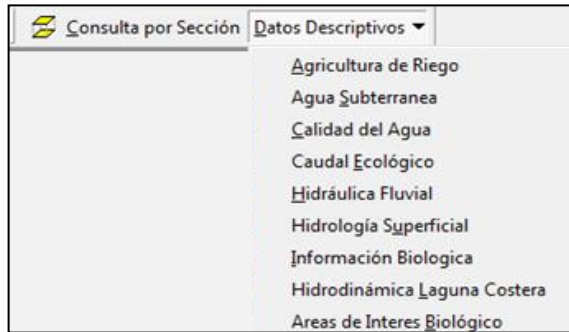 Consulta por Sección Datos Descriptivos
Agricultura de Riego
Agua Subterranea
Calidad del Agua
Caudal Ecológico
Hidráulica Fluvial
Hidrología Superficial
Información Biologica
Hidrodinámica Laguna Costera
Areas de Interes Biológico